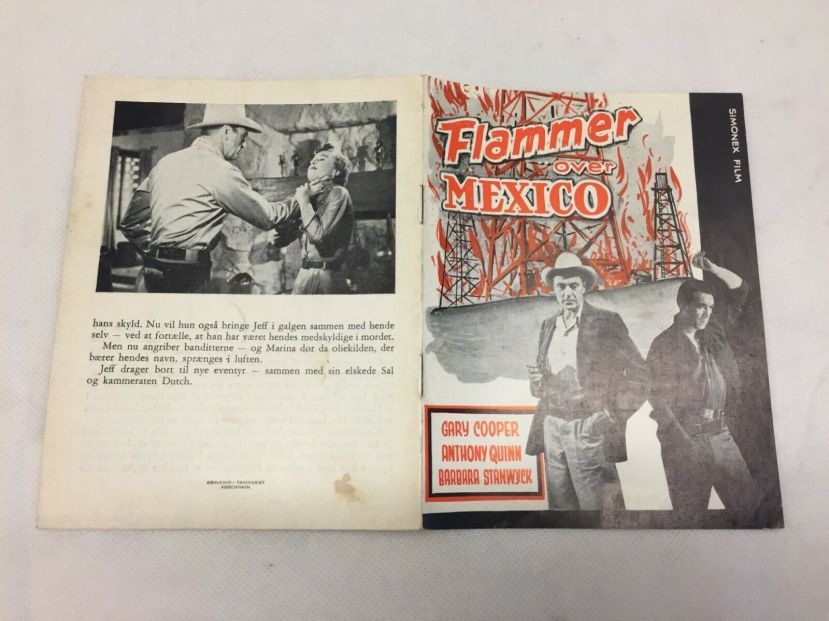 hans skyld. Nu vil hun også bringe Jeff i galgen sammen med hende
selv — ved at fortælle, at han har været hendes medskyldige i mordet.
Men nu angriber banditterne — og Marina dør da oliekilden, der
bærer hendes navn, sprænges i luften.
Jeff drager bort til nye eventyr — sammen med sin elskede Sal
og kammeraten Dutch.
KØBENHAVN
Flammer
over
MEXICO
SIMONEX FILM
GARY COOPER
ANTHONY QUINN
BARBARA STANWYCK